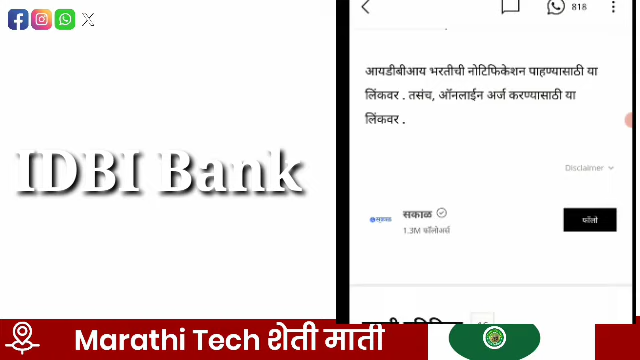 818
आयडीबीआय भरतीची नोटिफिकेशन पाहण्यासाठी या
लिंकवर . तसंच, ऑनलाईन अर्ज करण्यासाठी या
लिंकवर .
IDBI Bank
Disclaimer
सकाळ
सकाळ
1.3M फॉलोअर्स
फॉलो
Marathi Tech शेती माती